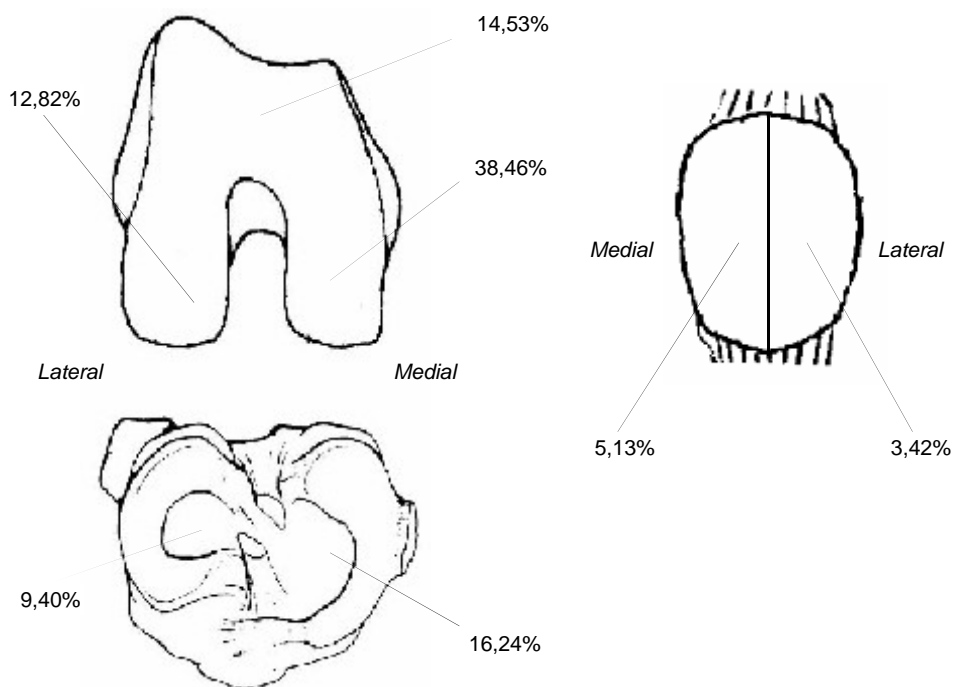 14,53%
12,82%
38,46%
Medial
Lateral
Lateral
Medial
5,13%
3,42%
9,40%
16,24%